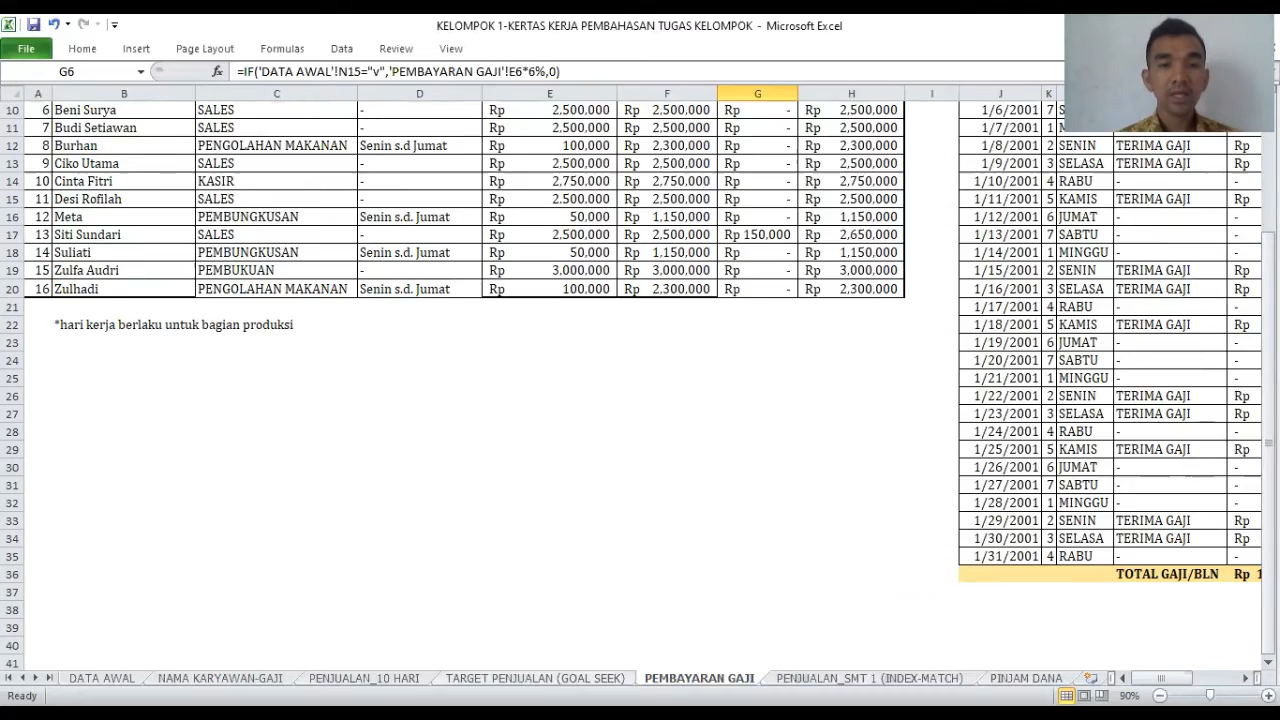 KELOMPOK 1-KERTAS KERJA PEMBAHASAN TUGAS KELOMPOK - Microsoft Excel
File Home Insert Page Layout Formulas Data Review View
G6 fx =IF('DATA AWAL'!N15="v",'PEMBAYARAN GAJI'!E6*6%,0)
A B C D E F G H I J K
10 6 Beni Surya SALES - Rp 2,500,000 Rp 2,500,000 Rp - Rp 2,500,000 1/6/2001 7
11 7 Budi Setiawan SALES - Rp 2,500,000 Rp 2,500,000 Rp - Rp 2,500,000 1/7/2001 1
12 8 Burhan PENGOLAHAN MAKANAN Senin s.d Jumat Rp 100,000 Rp 2,300,000 Rp - Rp 2,300,000 1/8/2001 2 SENIN TERIMA GAJI Rp
13 9 Ciko Utama SALES - Rp 2,500,000 Rp 2,500,000 Rp - Rp 2,500,000 1/9/2001 3 SELASA TERIMA GAJI Rp
14 10 Cinta Fitri KASIR - Rp 2,750,000 Rp 2,750,000 Rp - Rp 2,750,000 1/10/2001 4 RABU - -
15 11 Desi Rofilah SALES - Rp 2,500,000 Rp 2,500,000 Rp - Rp 2,500,000 1/11/2001 5 KAMIS TERIMA GAJI Rp
16 12 Meta PEMBUNGKUSAN Senin s.d. Jumat Rp 50,000 Rp 1,150,000 Rp - Rp 1,150,000 1/12/2001 6 JUMAT - -
17 13 Siti Sundari SALES - Rp 2,500,000 Rp 2,500,000 Rp 150,000 Rp 2,650,000 1/13/2001 7 SABTU - -
18 14 Suliati PEMBUNGKUSAN Senin s.d. Jumat Rp 50,000 Rp 1,150,000 Rp - Rp 1,150,000 1/14/2001 1 MINGGU - -
19 15 Zulfa Audri PEMBUKUAN - Rp 3,000,000 Rp 3,000,000 Rp - Rp 3,000,000 1/15/2001 2 SENIN TERIMA GAJI Rp
20 16 Zulhadi PENGOLAHAN MAKANAN Senin s.d. Jumat Rp 100,000 Rp 2,300,000 Rp - Rp 2,300,000 1/16/2001 3 SELASA TERIMA GAJI Rp
21 1/17/2001 4 RABU - -
22 *hari kerja berlaku untuk bagian produksi 1/18/2001 5 KAMIS TERIMA GAJI Rp
23 1/19/2001 6 JUMAT - -
24 1/20/2001 7 SABTU - -
25 1/21/2001 1 MINGGU - -
26 1/22/2001 2 SENIN TERIMA GAJI Rp
27 1/23/2001 3 SELASA TERIMA GAJI Rp
28 1/24/2001 4 RABU - -
29 1/25/2001 5 KAMIS TERIMA GAJI Rp
30 1/26/2001 6 JUMAT - -
31 1/27/2001 7 SABTU - -
32 1/28/2001 1 MINGGU - -
33 1/29/2001 2 SENIN TERIMA GAJI Rp
34 1/30/2001 3 SELASA TERIMA GAJI Rp
35 1/31/2001 4 RABU - -
36 TOTAL GAJI/BLN Rp 1
37
38
39
40
41
DATA AWAL NAMA KARYAWAN-GAJI PENJUALAN_10 HARI TARGET PENJUALAN (GOAL SEEK) PEMBAYARAN GAJI PENJUALAN_SMT 1 (INDEX-MATCH) PINJAM DANA
Ready 90%